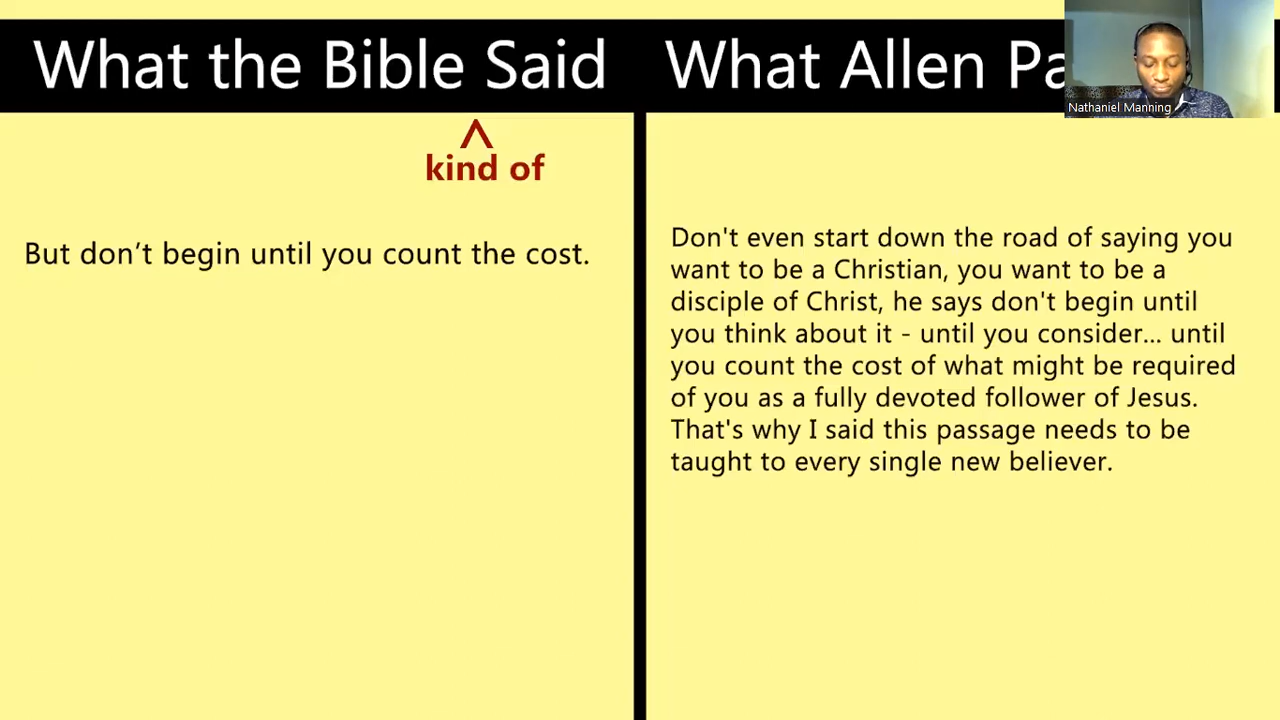 What the Bible Said
What Allen Pa
Nathaniel Manning
^
kind of
But don’t begin until you count the cost.
Don't even start down the road of saying you
want to be a Christian, you want to be a
disciple of Christ, he says don't begin until
you think about it - until you consider... until
you count the cost of what might be required
of you as a fully devoted follower of Jesus.
That's why I said this passage needs to be
taught to every single new believer.